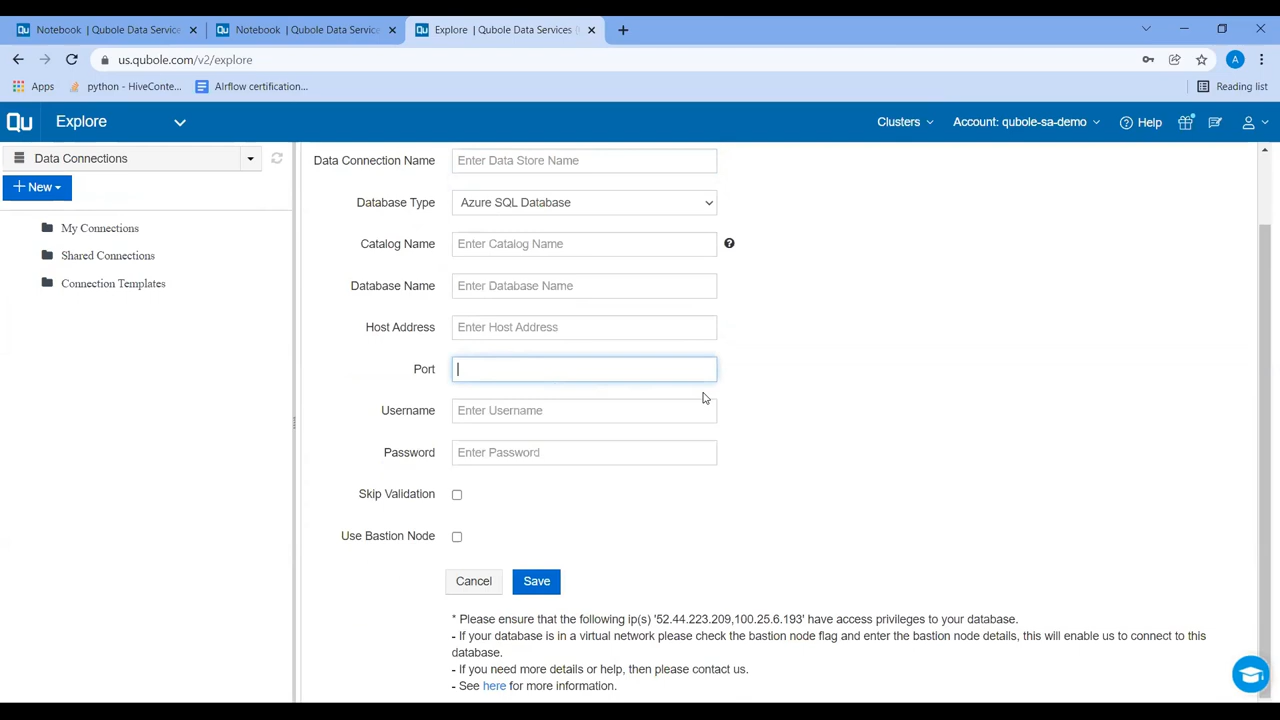 Notebook | Qubole Data Service
Notebook | Qubole Data Service
Explore | Qubole Data Services (
us.qubole.com/v2/explore
A
Apps
python - HiveConte...
Airflow certification...
Reading list
Qu
Explore
Clusters
Account: qubole-sa-demo
Help
Data Connections
+ New
My Connections
Shared Connections
Connection Templates
Data Connection Name
Enter Data Store Name
Database Type
Azure SQL Database
Catalog Name
Enter Catalog Name
Database Name
Enter Database Name
Host Address
Enter Host Address
Port
Username
Enter Username
Password
Enter Password
Skip Validation
Use Bastion Node
Cancel
Save
* Please ensure that the following ip(s) '52.44.223.209,100.25.6.193' have access privileges to your database.
- If your database is in a virtual network please check the bastion node flag and enter the bastion node details, this will enable us to connect to this
database.
- If you need more details or help, then please contact us.
- See here for more information.